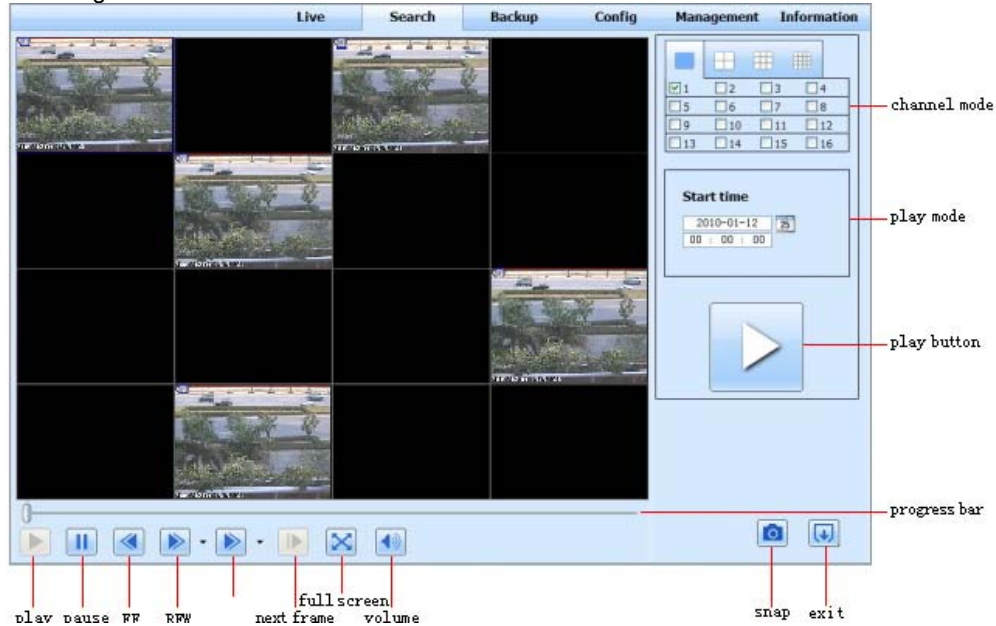 Live Search Backup Config Management Information
1 2 3 4
5 6 7 8
9 10 11 12
13 14 15 16
channel mode
Start time
2010-01-12 25
00 : 00 : 00
play mode
play button
progress bar
full screen
play pause FF REW next frame volume snap exit